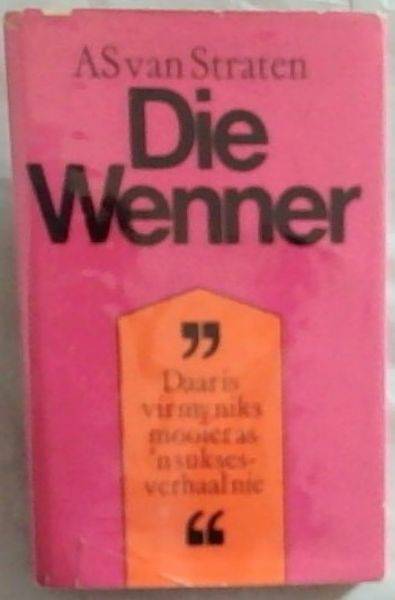 AS van Straten
Die
Wenner
”
Daar is
vir my niks
mooier as
'n sukses-
verhaal nie
“